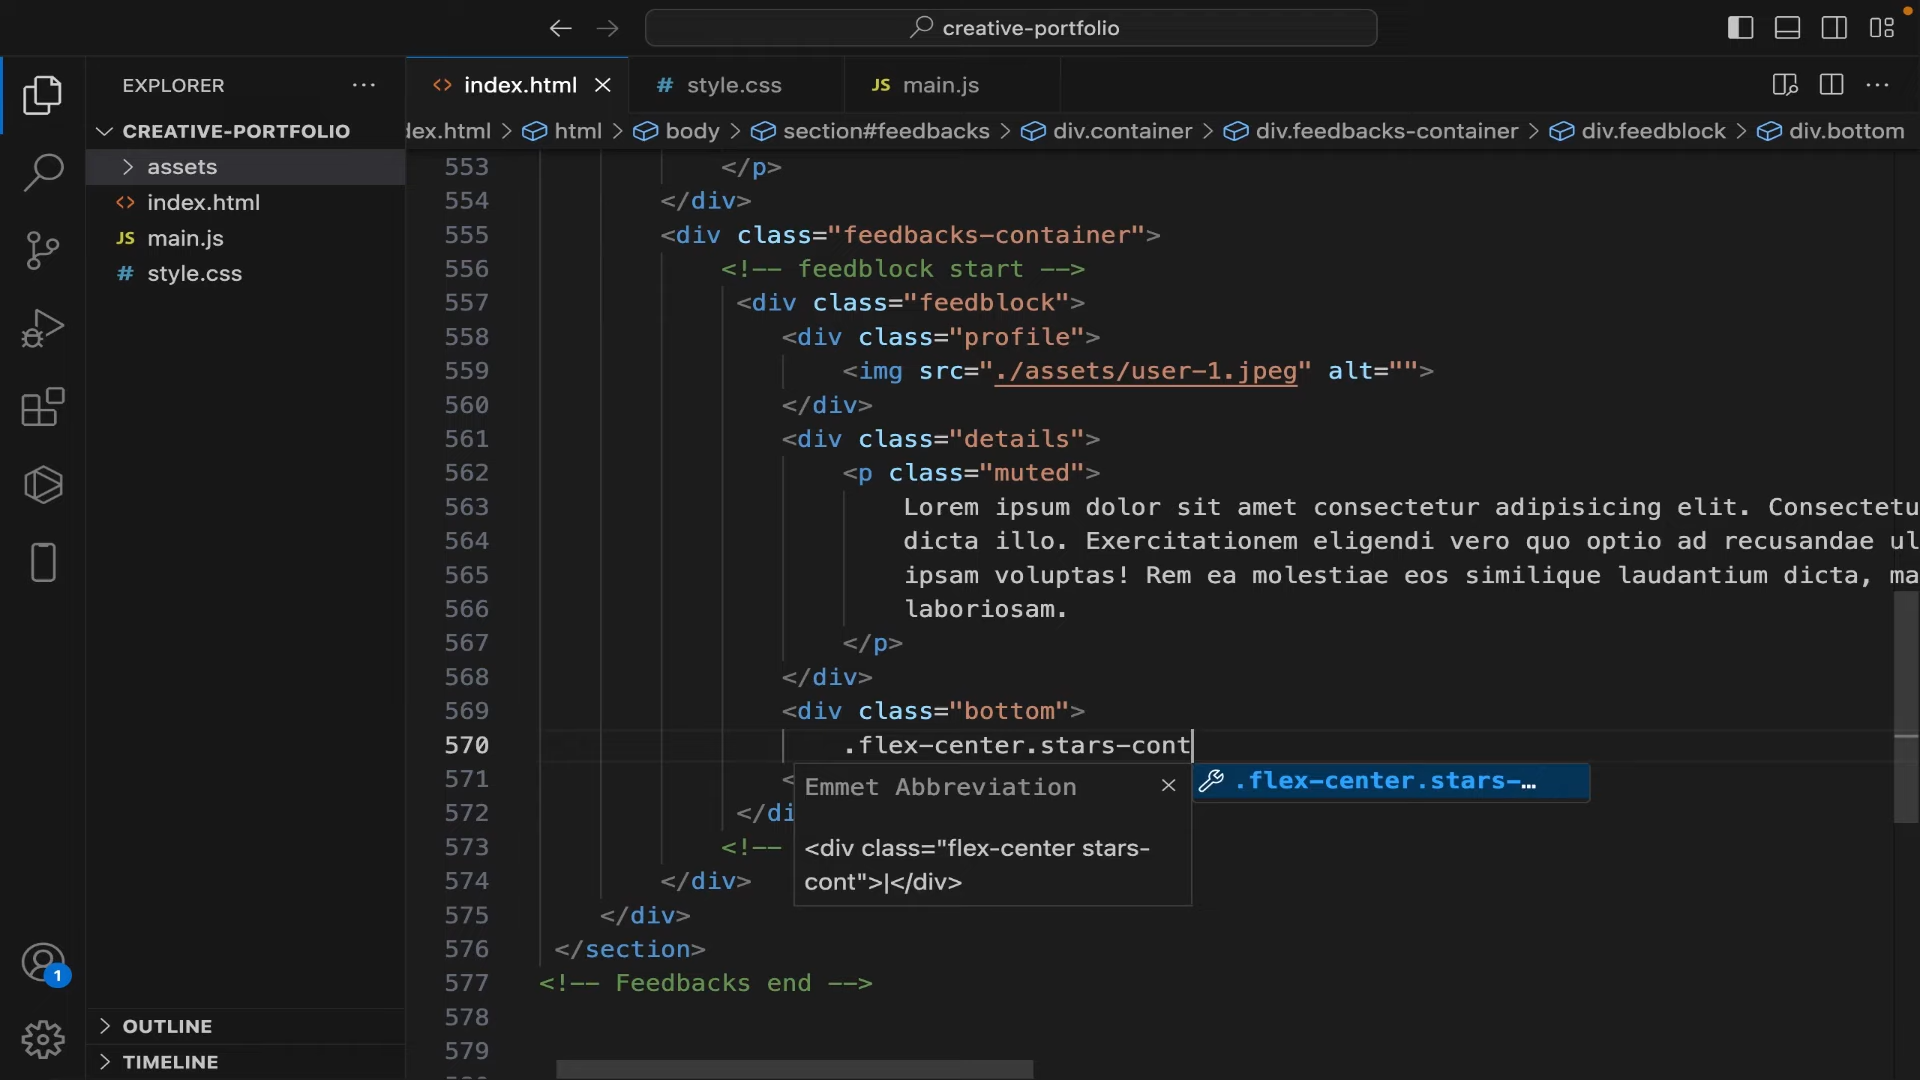 creative-portfolio
EXPLORER
CREATIVE-PORTFOLIO
assets
index.html
main.js
style.css
OUTLINE
TIMELINE
1
index.html
# style.css
JS main.js
dex.html > html > body > section#feedbacks > div.container > div.feedbacks-container > div.feedblock > div.bottom
553 </p>
554 </div>
555 <div class="feedbacks-container">
556 <!-- feedblock start -->
557 <div class="feedblock">
558 <div class="profile">
559 <img src="./assets/user-1.jpeg" alt="">
560 </div>
561 <div class="details">
562 <p class="muted">
563 Lorem ipsum dolor sit amet consectetur adipisicing elit. Consectetu
564 dicta illo. Exercitationem eligendi vero quo optio ad recusandae ul
565 ipsam voluptas! Rem ea molestiae eos similique laudantium dicta, ma
566 laboriosam.
567 </p>
568 </div>
569 <div class="bottom">
570 .flex-center.stars-cont
571 <
572 </di
573 <!--
574 </div>
575 </div>
576 </section>
577 <!-- Feedbacks end -->
578
579
Emmet Abbreviation
<div class="flex-center stars-
cont">|</div>
.flex-center.stars-…